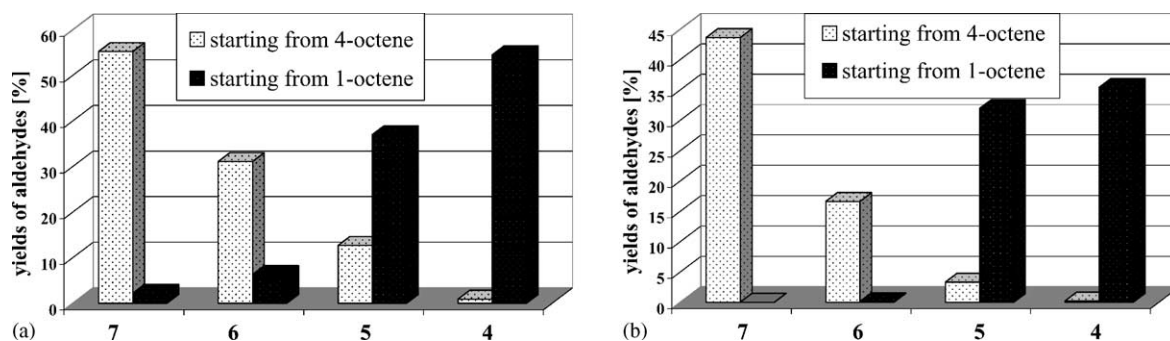 yields of aldehydes [%]
60
50
40
30
20
10
0
starting from 4-octene
starting from 1-octene
7 6 5 4
(a)
yields of aldehydes [%]
45
40
35
30
25
20
15
10
5
0
starting from 4-octene
starting from 1-octene
7 6 5 4
(b)